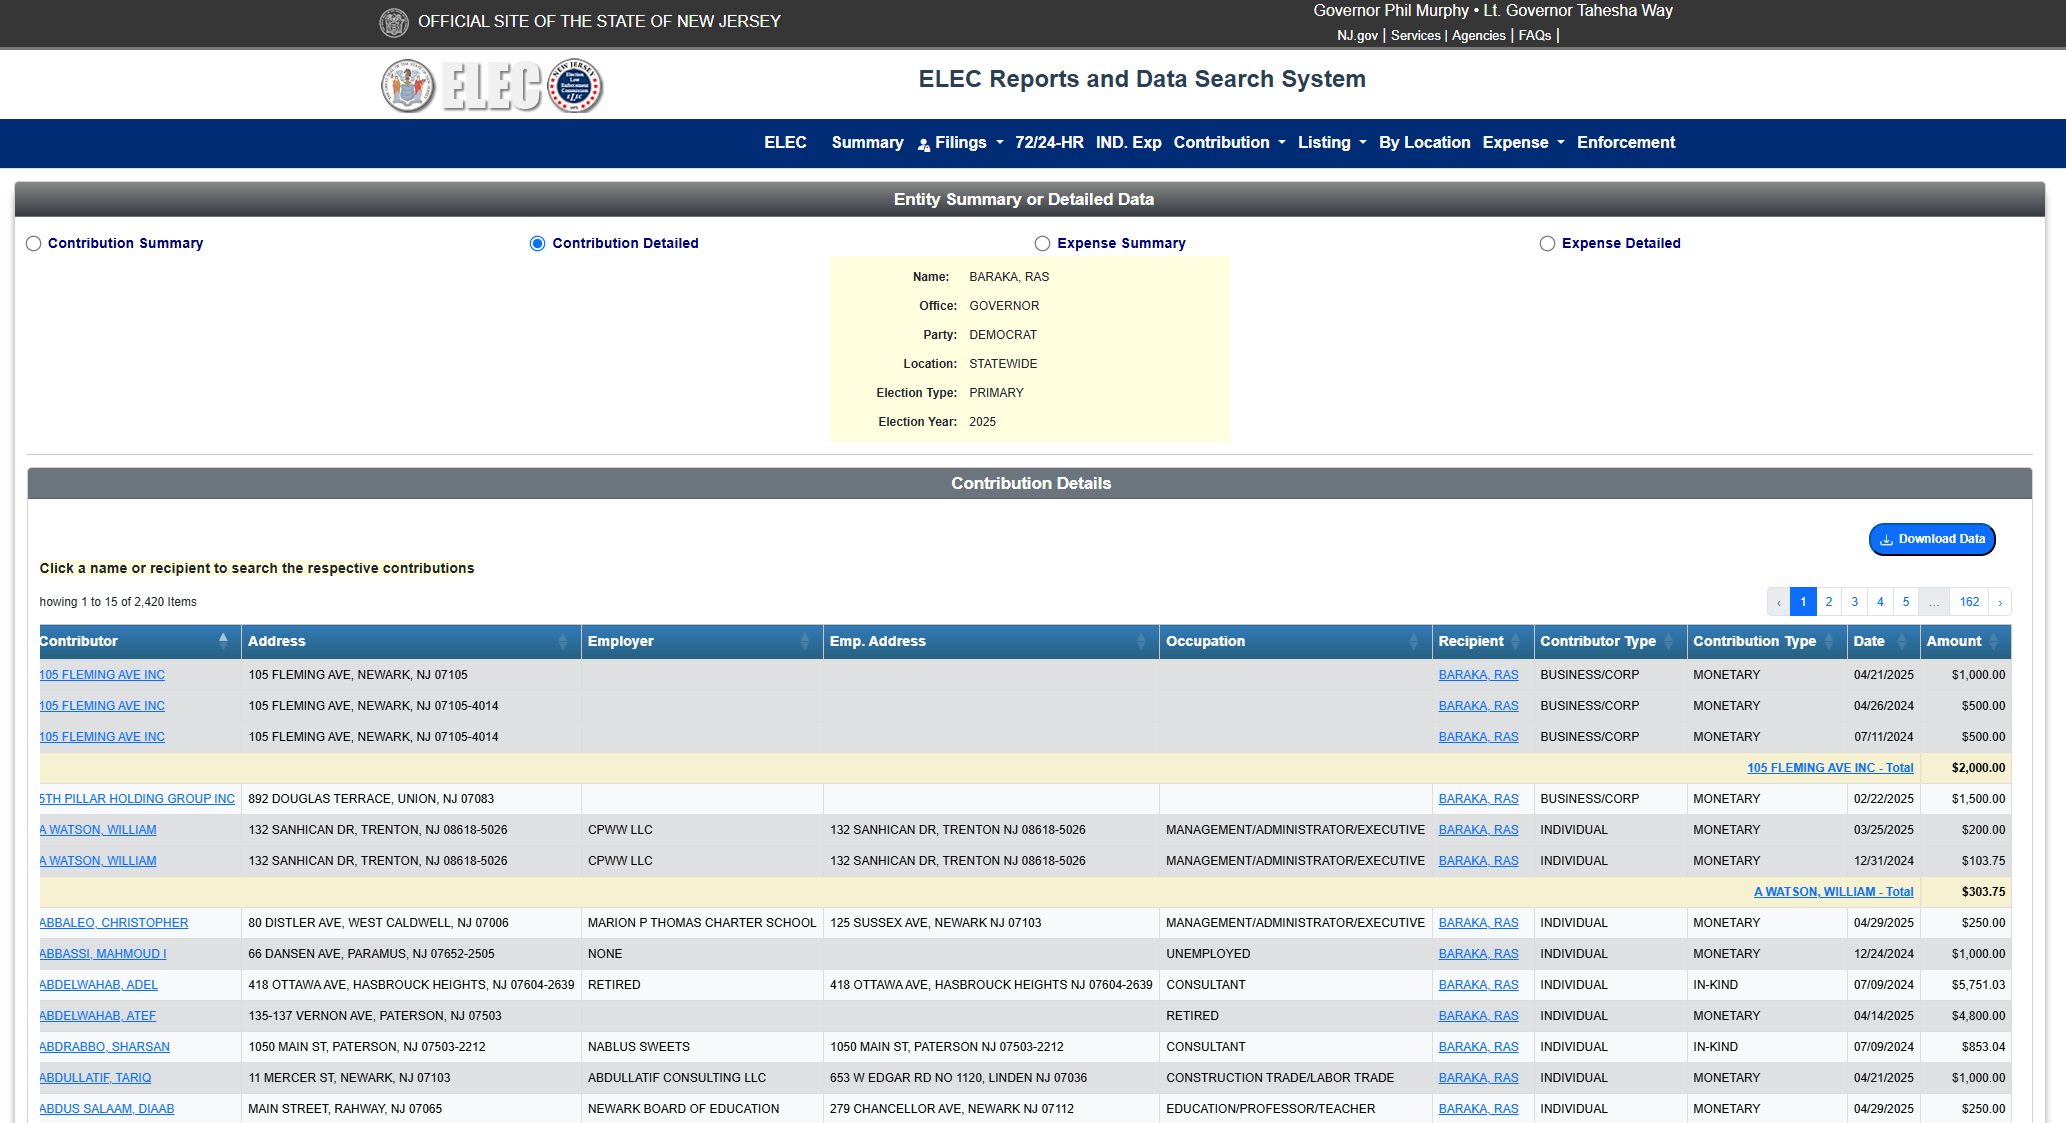 OFFICIAL SITE OF THE STATE OF NEW JERSEY
Governor Phil Murphy • Lt. Governor Tahesha Way
NJ.gov | Services | Agencies | FAQs |
ELEC
ELEC Reports and Data Search System
ELEC Summary Filings 72/24-HR IND. Exp Contribution Listing By Location Expense Enforcement
Entity Summary or Detailed Data
Contribution Summary Contribution Detailed Expense Summary Expense Detailed
Name: BARAKA, RAS
Office: GOVERNOR
Party: DEMOCRAT
Location: STATEWIDE
Election Type: PRIMARY
Election Year: 2025
Contribution Details
Download Data
Click a name or recipient to search the respective contributions
howing 1 to 15 of 2,420 Items
‹ 1 2 3 4 5 ... 162 ›
Contributor Address Employer Emp. Address Occupation Recipient Contributor Type Contribution Type Date Amount
105 FLEMING AVE INC 105 FLEMING AVE, NEWARK, NJ 07105 BARAKA, RAS BUSINESS/CORP MONETARY 04/21/2025 $1,000.00
105 FLEMING AVE INC 105 FLEMING AVE, NEWARK, NJ 07105-4014 BARAKA, RAS BUSINESS/CORP MONETARY 04/26/2024 $500.00
105 FLEMING AVE INC 105 FLEMING AVE, NEWARK, NJ 07105-4014 BARAKA, RAS BUSINESS/CORP MONETARY 07/11/2024 $500.00
105 FLEMING AVE INC - Total $2,000.00
5TH PILLAR HOLDING GROUP INC 892 DOUGLAS TERRACE, UNION, NJ 07083 BARAKA, RAS BUSINESS/CORP MONETARY 02/22/2025 $1,500.00
A WATSON, WILLIAM 132 SANHICAN DR, TRENTON, NJ 08618-5026 CPWW LLC 132 SANHICAN DR, TRENTON NJ 08618-5026 MANAGEMENT/ADMINISTRATOR/EXECUTIVE BARAKA, RAS INDIVIDUAL MONETARY 03/25/2025 $200.00
A WATSON, WILLIAM 132 SANHICAN DR, TRENTON, NJ 08618-5026 CPWW LLC 132 SANHICAN DR, TRENTON NJ 08618-5026 MANAGEMENT/ADMINISTRATOR/EXECUTIVE BARAKA, RAS INDIVIDUAL MONETARY 12/31/2024 $103.75
A WATSON, WILLIAM - Total $303.75
ABBALEO, CHRISTOPHER 80 DISTLER AVE, WEST CALDWELL, NJ 07006 MARION P THOMAS CHARTER SCHOOL 125 SUSSEX AVE, NEWARK NJ 07103 MANAGEMENT/ADMINISTRATOR/EXECUTIVE BARAKA, RAS INDIVIDUAL MONETARY 04/29/2025 $250.00
ABBASSI, MAHMOUD I 66 DANSEN AVE, PARAMUS, NJ 07652-2505 NONE UNEMPLOYED BARAKA, RAS INDIVIDUAL MONETARY 12/24/2024 $1,000.00
ABDELWAHAB, ADEL 418 OTTAWA AVE, HASBROUCK HEIGHTS, NJ 07604-2639 RETIRED 418 OTTAWA AVE, HASBROUCK HEIGHTS NJ 07604-2639 CONSULTANT BARAKA, RAS INDIVIDUAL IN-KIND 07/09/2024 $5,751.03
ABDELWAHAB, ATEF 135-137 VERNON AVE, PATERSON, NJ 07503 RETIRED BARAKA, RAS INDIVIDUAL MONETARY 04/14/2025 $4,800.00
ABDRABBO, SHARSAN 1050 MAIN ST, PATERSON, NJ 07503-2212 NABLUS SWEETS 1050 MAIN ST, PATERSON NJ 07503-2212 CONSULTANT BARAKA, RAS INDIVIDUAL IN-KIND 07/09/2024 $853.04
ABDULLATIF, TARIQ 11 MERCER ST, NEWARK, NJ 07103 ABDULLATIF CONSULTING LLC 653 W EDGAR RD NO 1120, LINDEN NJ 07036 CONSTRUCTION TRADE/LABOR TRADE BARAKA, RAS INDIVIDUAL MONETARY 04/21/2025 $1,000.00
ABDUS SALAAM, DIAAB MAIN STREET, RAHWAY, NJ 07065 NEWARK BOARD OF EDUCATION 279 CHANCELLOR AVE, NEWARK NJ 07112 EDUCATION/PROFESSOR/TEACHER BARAKA, RAS INDIVIDUAL MONETARY 04/29/2025 $250.00